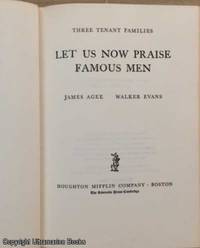 THREE TENANT FAMILIES
LET US NOW PRAISE
FAMOUS MEN
JAMES AGEE WALKER EVANS
HOUGHTON MIFFLIN COMPANY · BOSTON
The Riverside Press Cambridge
Copyright © Librarinarios Books